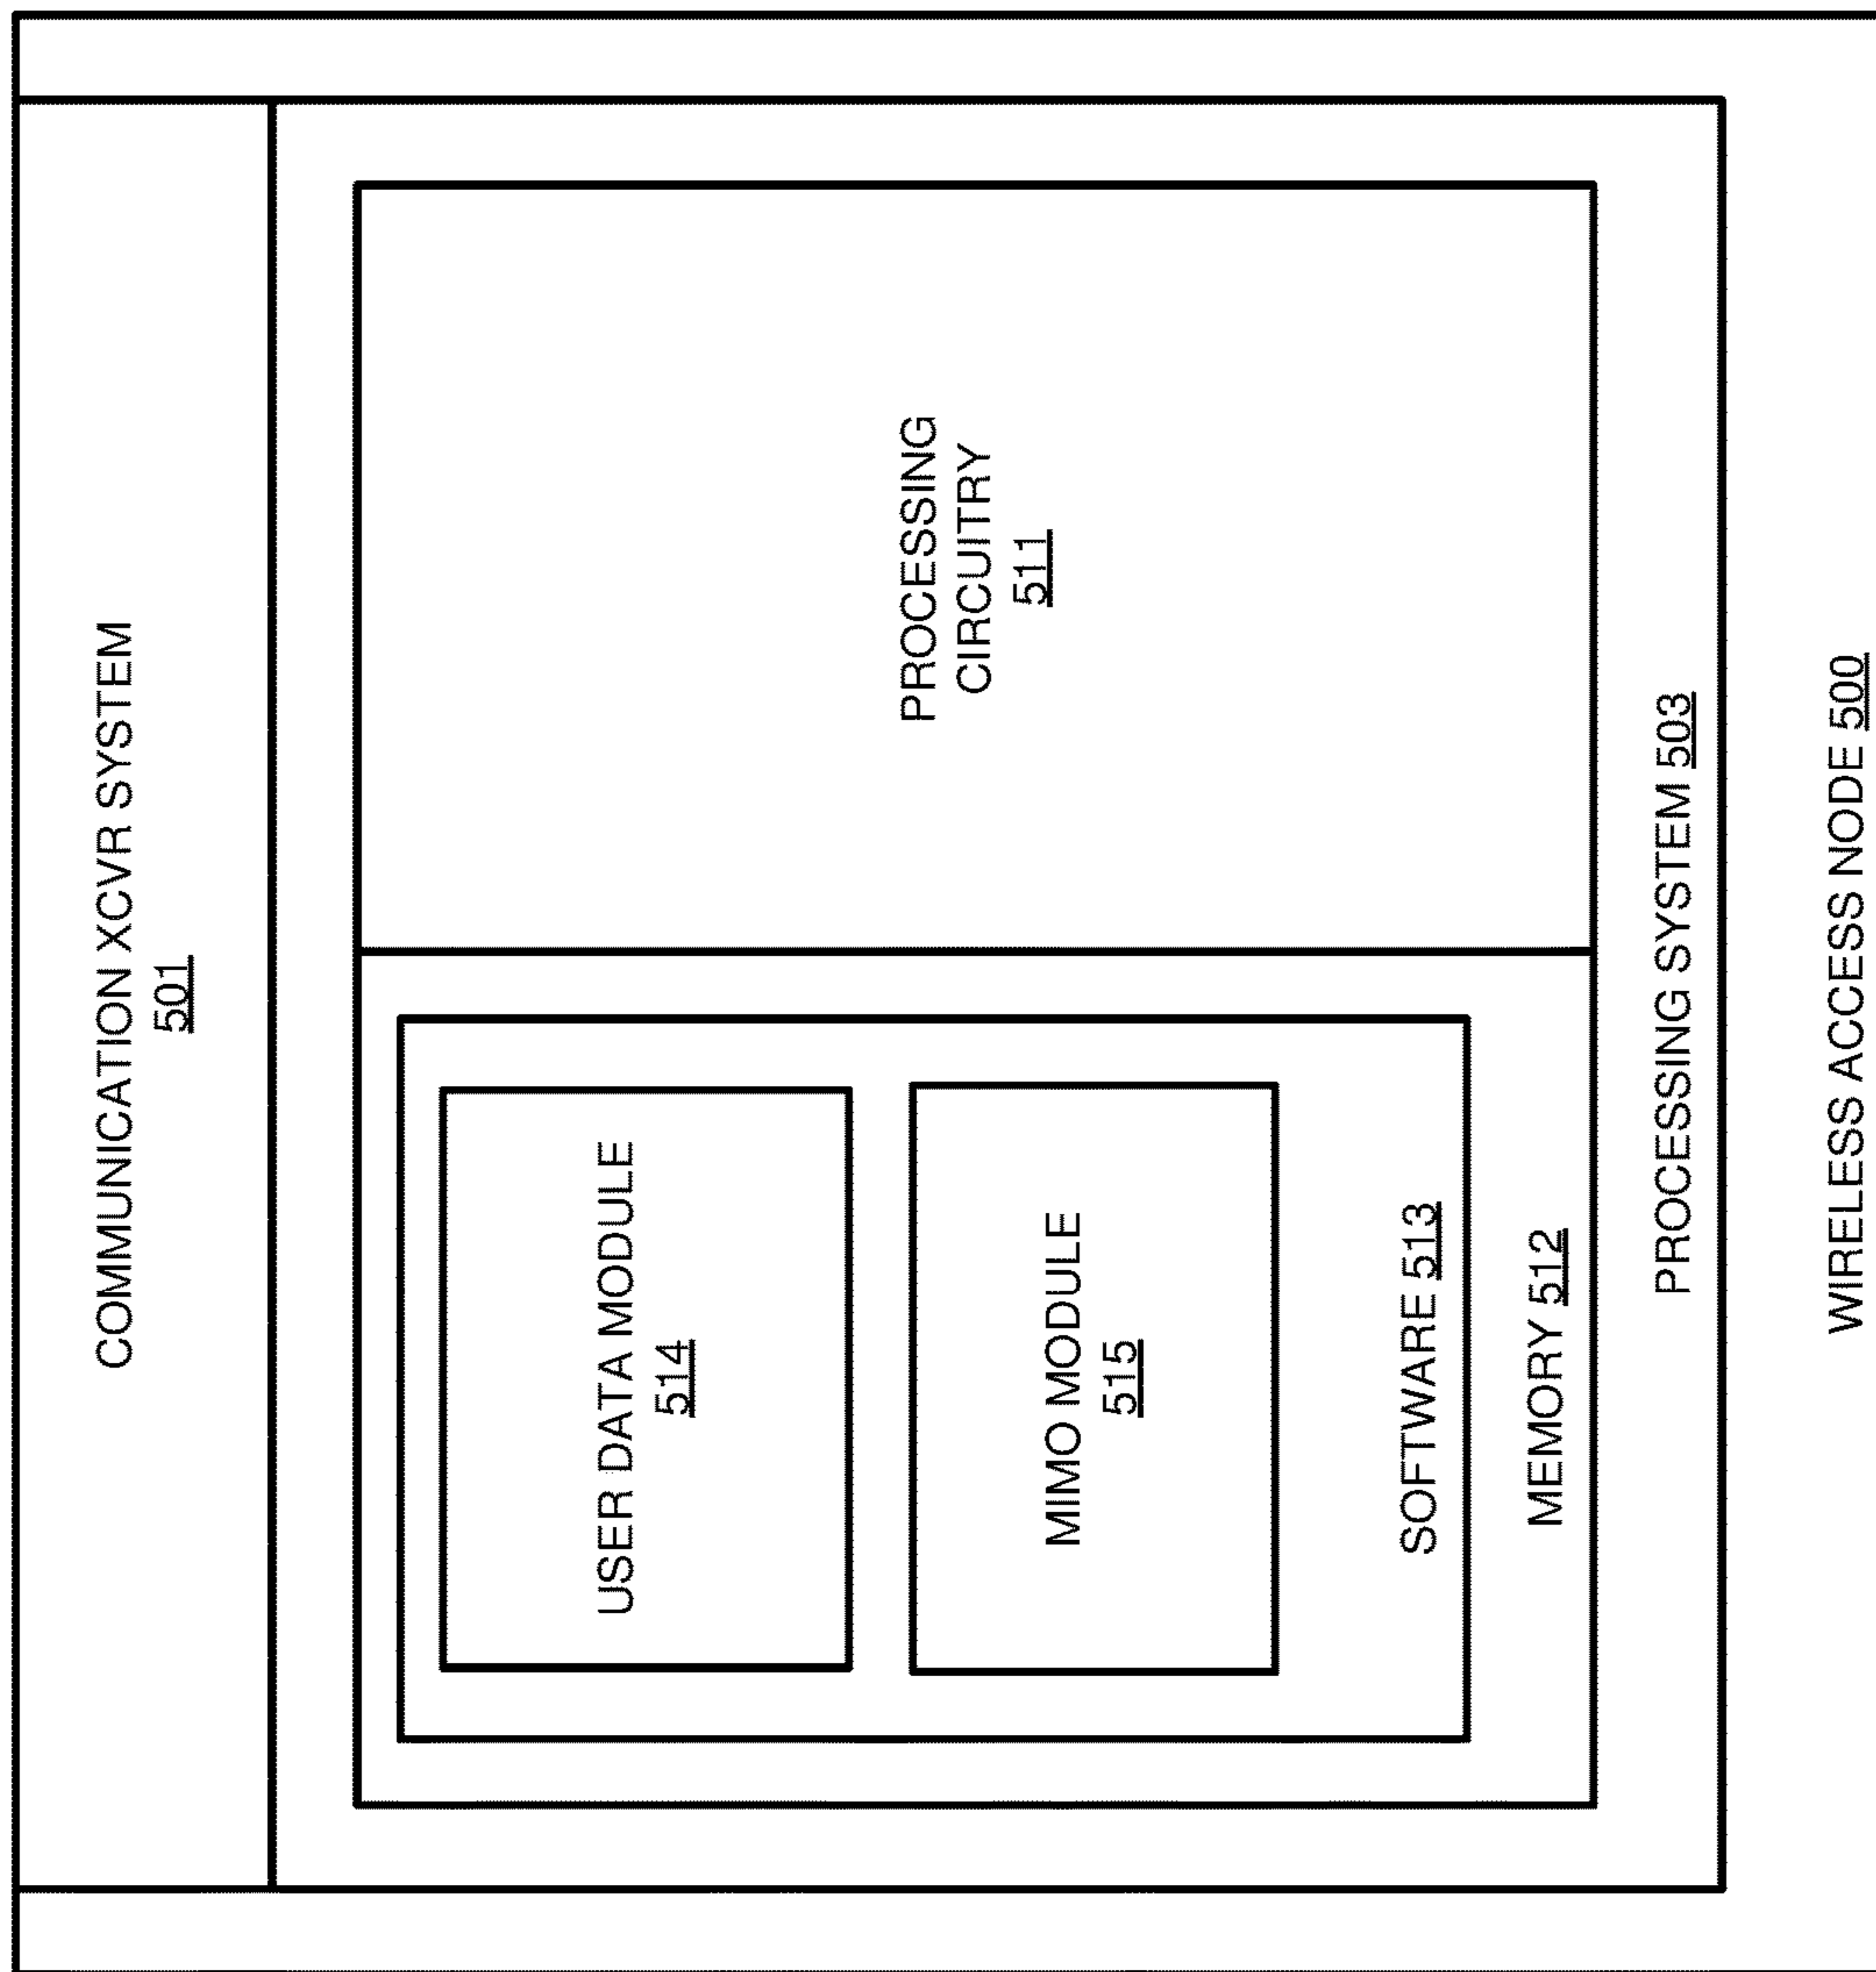 COMMUNICATION XCVR SYSTEM
501
USER DATA MODULE
514
MIMO MODULE
515
SOFTWARE 513
MEMORY 512
PROCESSING
CIRCUITRY
511
PROCESSING SYSTEM 503
WIRELESS ACCESS NODE 500